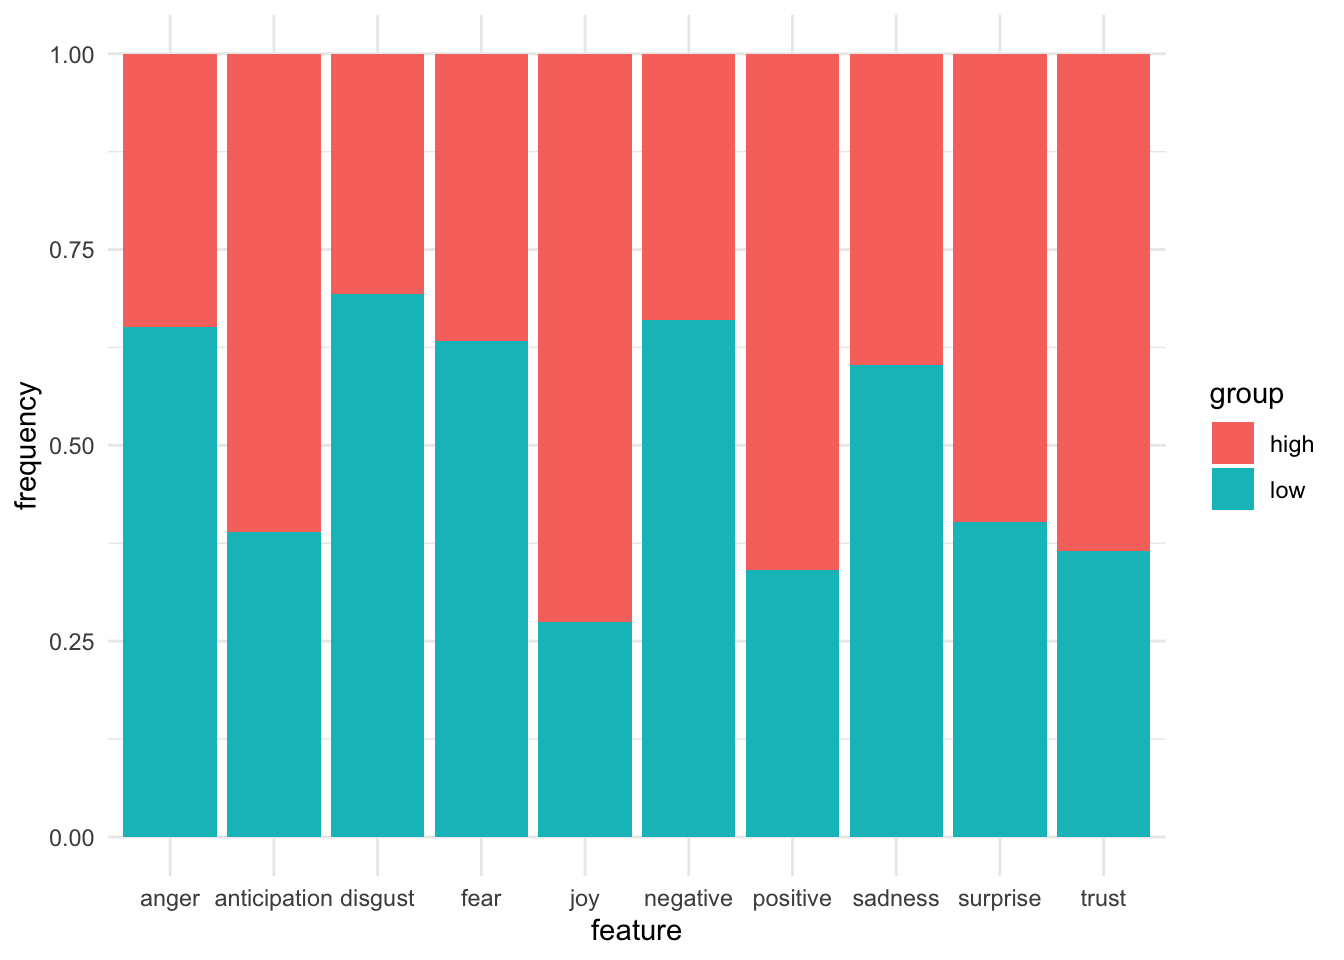 1.00
0.75
0.50
0.25
0.00
frequency
anger anticipation disgust fear joy negative positive sadness surprise trust
feature
group
high
low